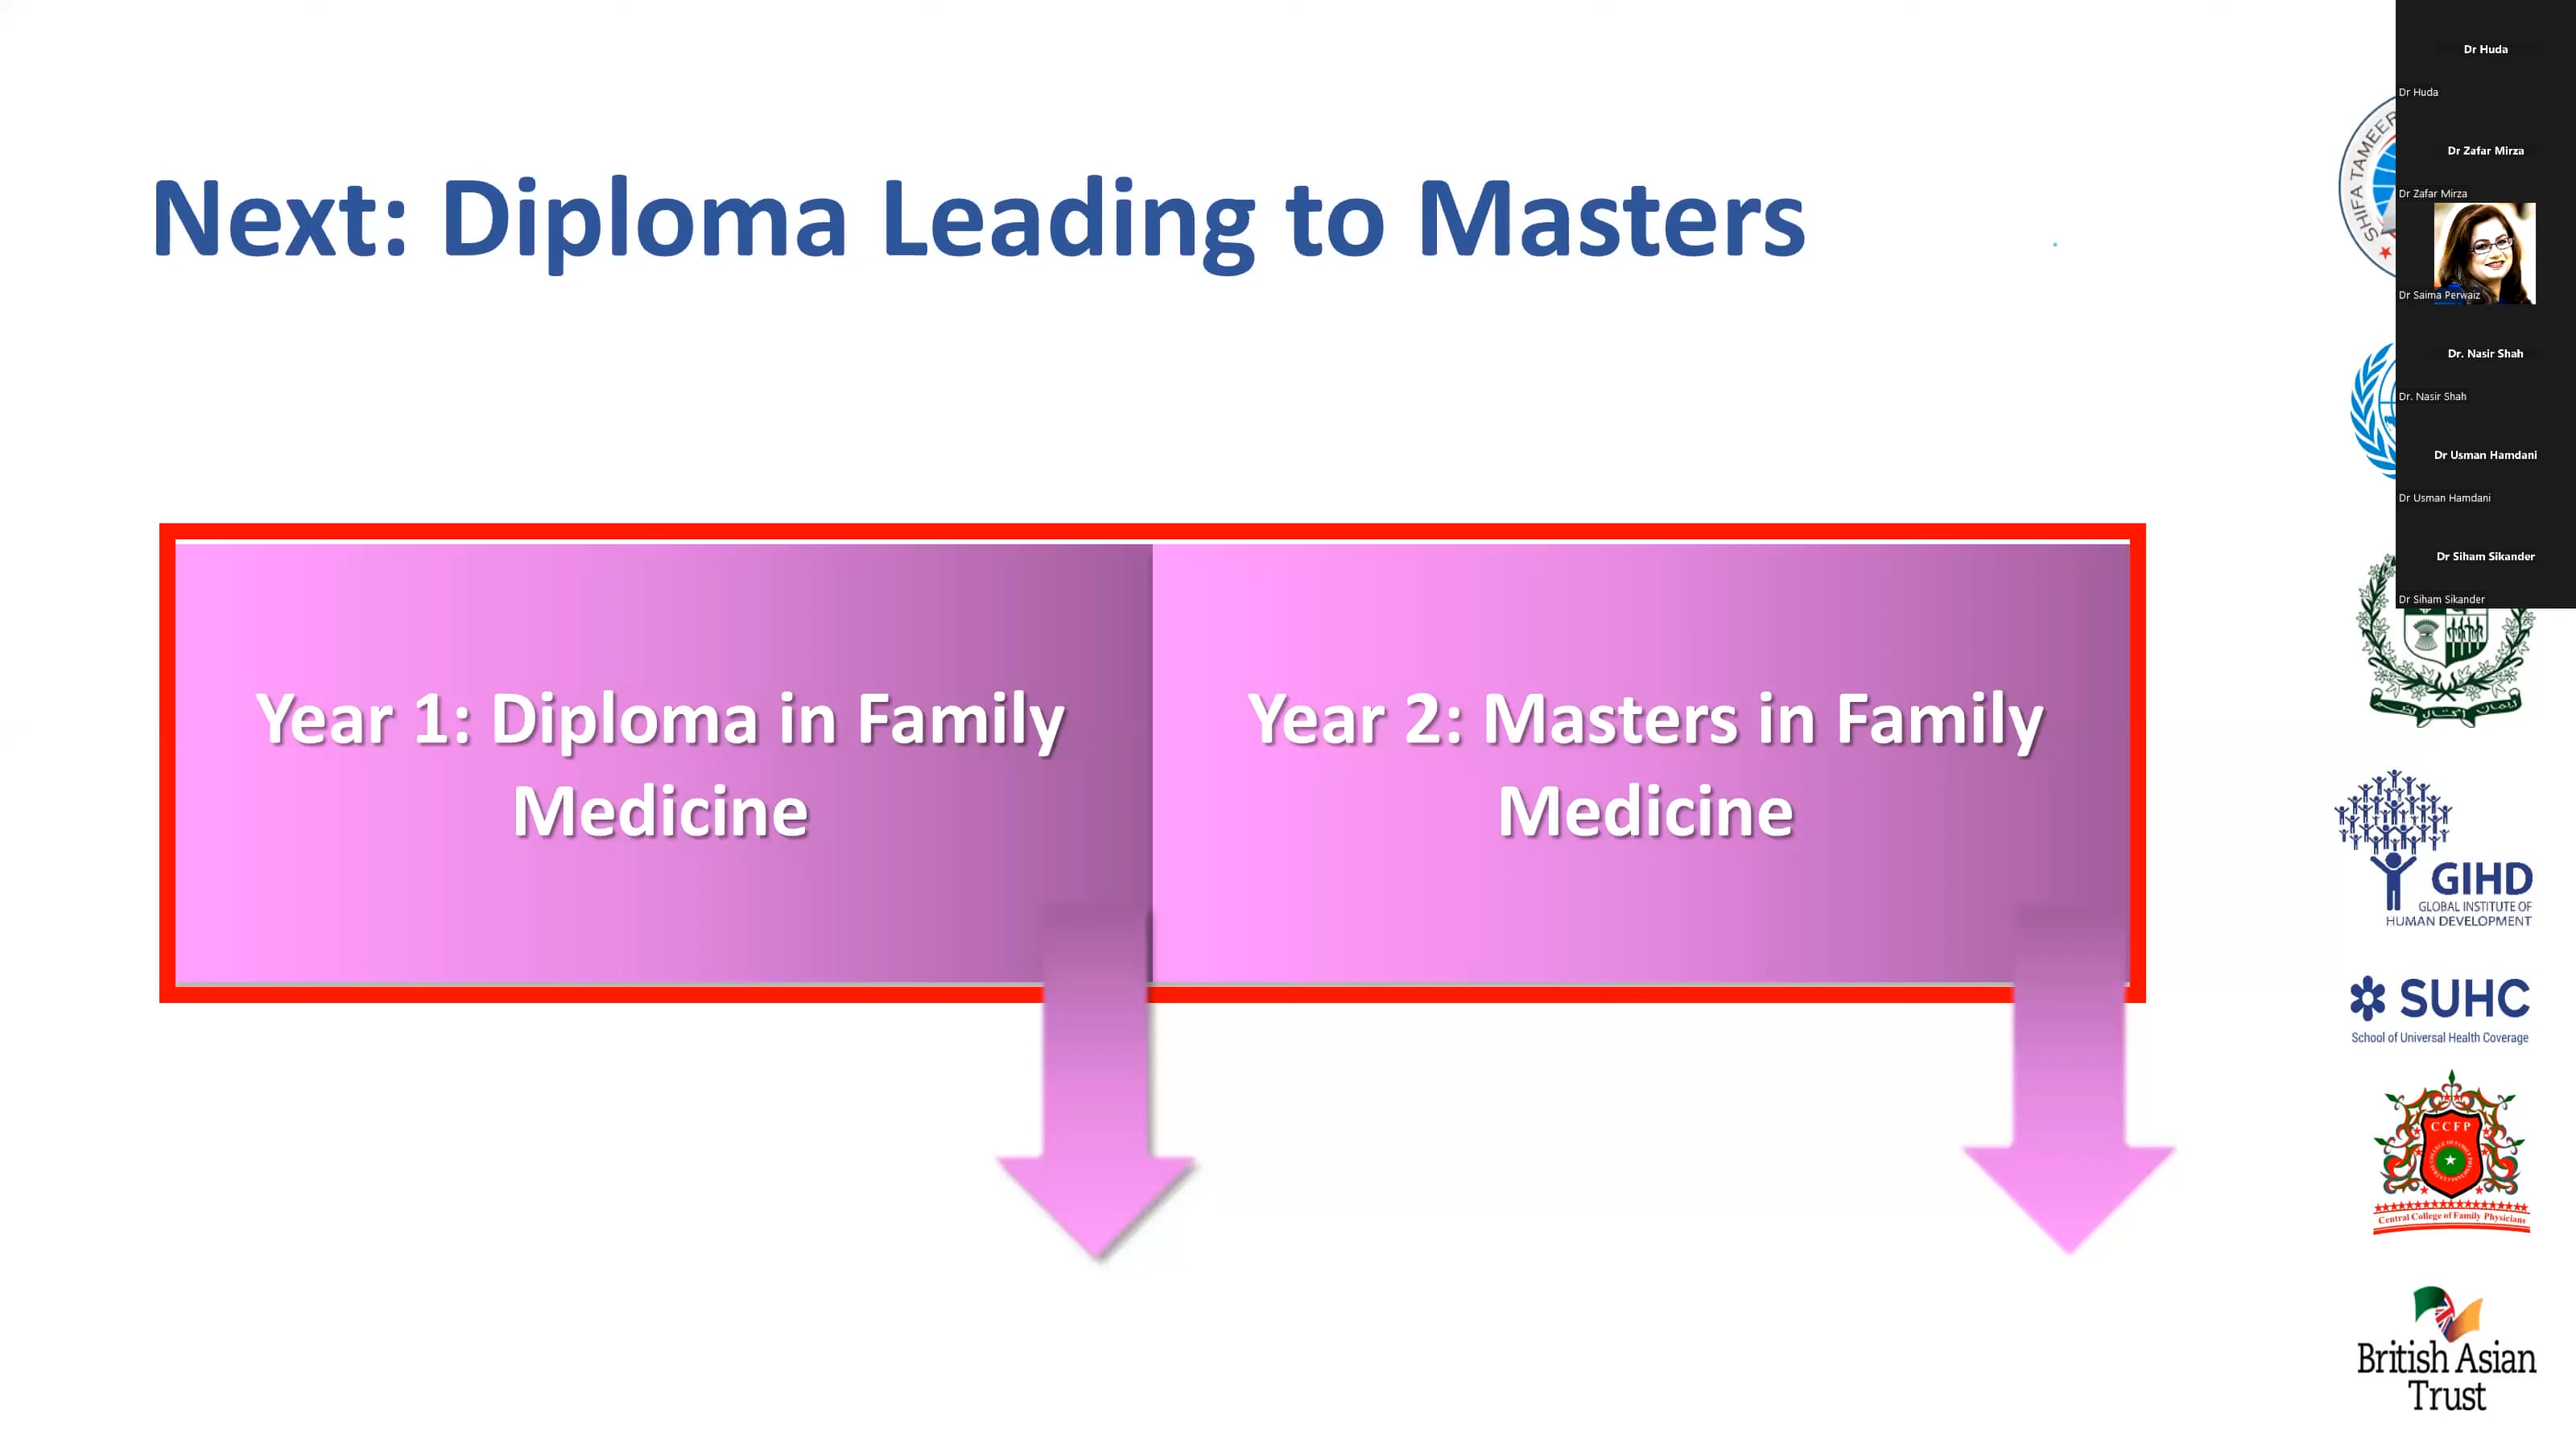 Next: Diploma Leading to Masters
Year 1: Diploma in Family
Medicine
Year 2: Masters in Family
Medicine
Dr Huda
Dr Huda
Dr Zafar Mirza
Dr Zafar Mirza
Dr Saima Perwaiz
Dr. Nasir Shah
Dr. Nasir Shah
Dr Usman Hamdani
Dr Usman Hamdani
Dr Siham Sikander
Dr Siham Sikander
SHIFA TAMEER
GIHD
GLOBAL INSTITUTE OF
HUMAN DEVELOPMENT
SUHC
School of Universal Health Coverage
CCFP
Central College of Family Physicians
British Asian
Trust